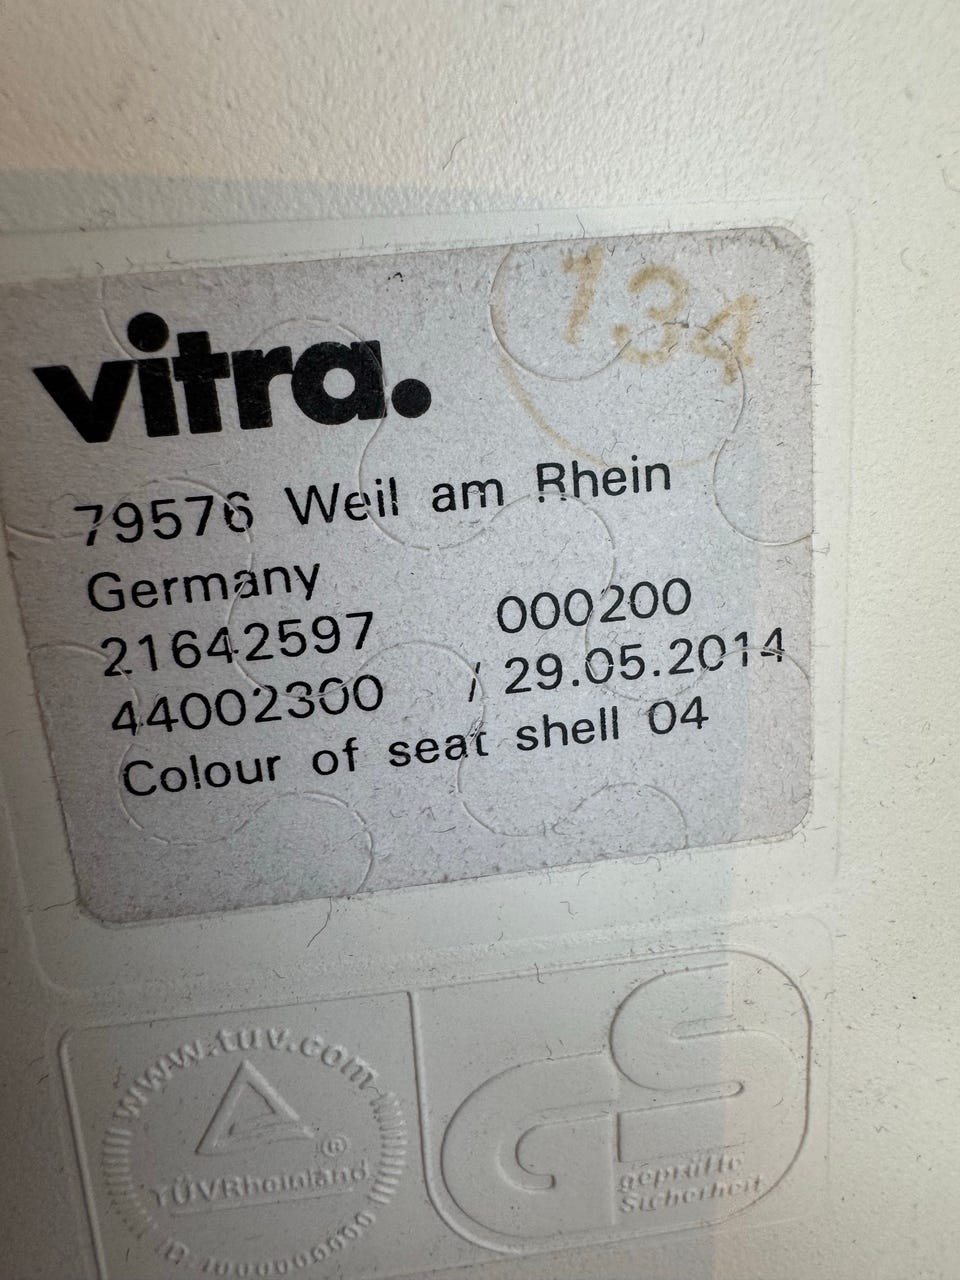 134
vitra.
79576 Weil am Rhein
Germany
21642597 000200
44002300 / 29.05.2014
Colour of seat shell 04
www.tuv.com
®
TÜVRheinland
geprüfte
Sicherheit
GS